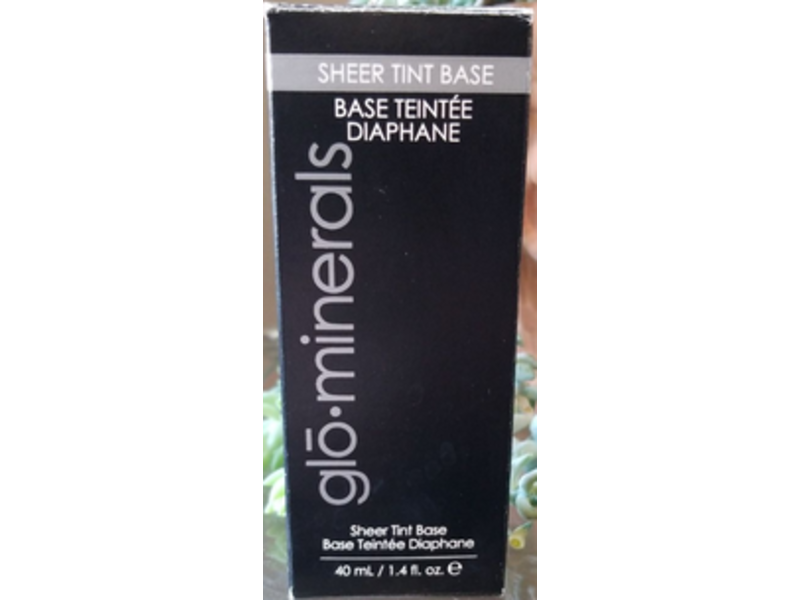 SHEER TINT BASE
BASE TEINTÉE
DIAPHANE
glō•minerals
Sheer Tint Base
Base Teintée Diaphane
40 mL / 1.4 fl. oz. ℮